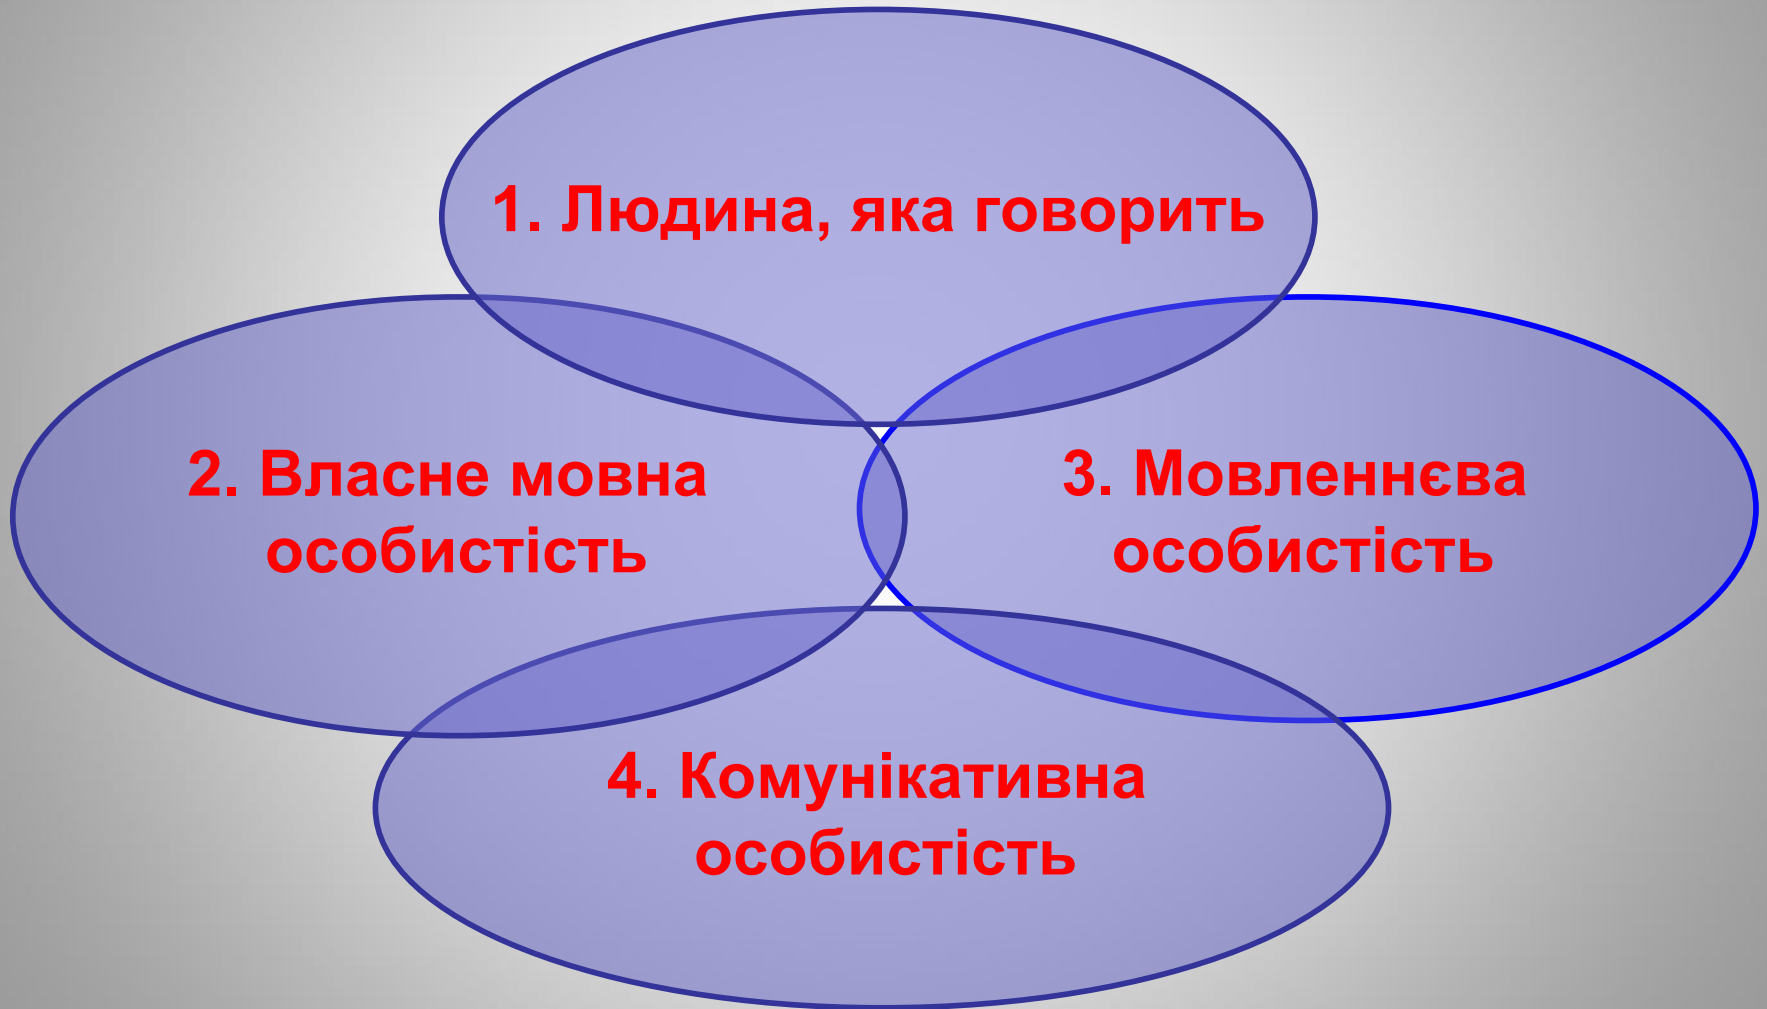 1. Людина, яка говорить
2. Власне мовна
особистість
3. Мовленнєва
особистість
4. Комунікативна
особистість